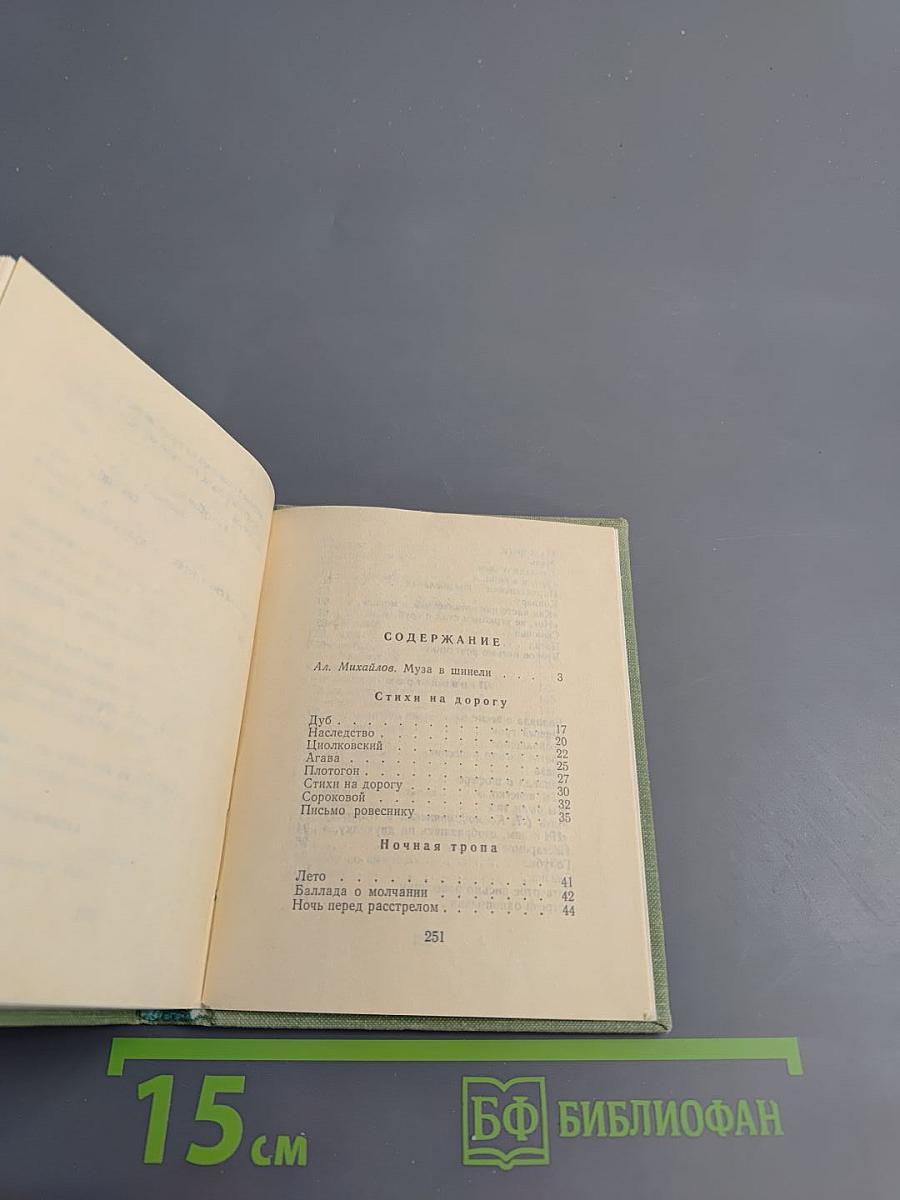 СОДЕРЖАНИЕ
Ал. Михайлов. Муза в шинели . . . 3
Стихи на дорогу
Дуб . . . . . . . . . . . . . . 17
Наследство . . . . . . . . . . . 20
Циолковский . . . . . . . . . . 22
Агава . . . . . . . . . . . . . 25
Плотогон . . . . . . . . . . . . 27
Стихи на дорогу . . . . . . . . . 30
Сороковой . . . . . . . . . . . 32
Письмо ровеснику . . . . . . . . 35
Ночная тропа
Лето . . . . . . . . . . . . . 41
Баллада о молчании . . . . . . . 42
Ночь перед расстрелом . . . . . . . 44
251
15 см
БФ БИБЛИОФАН